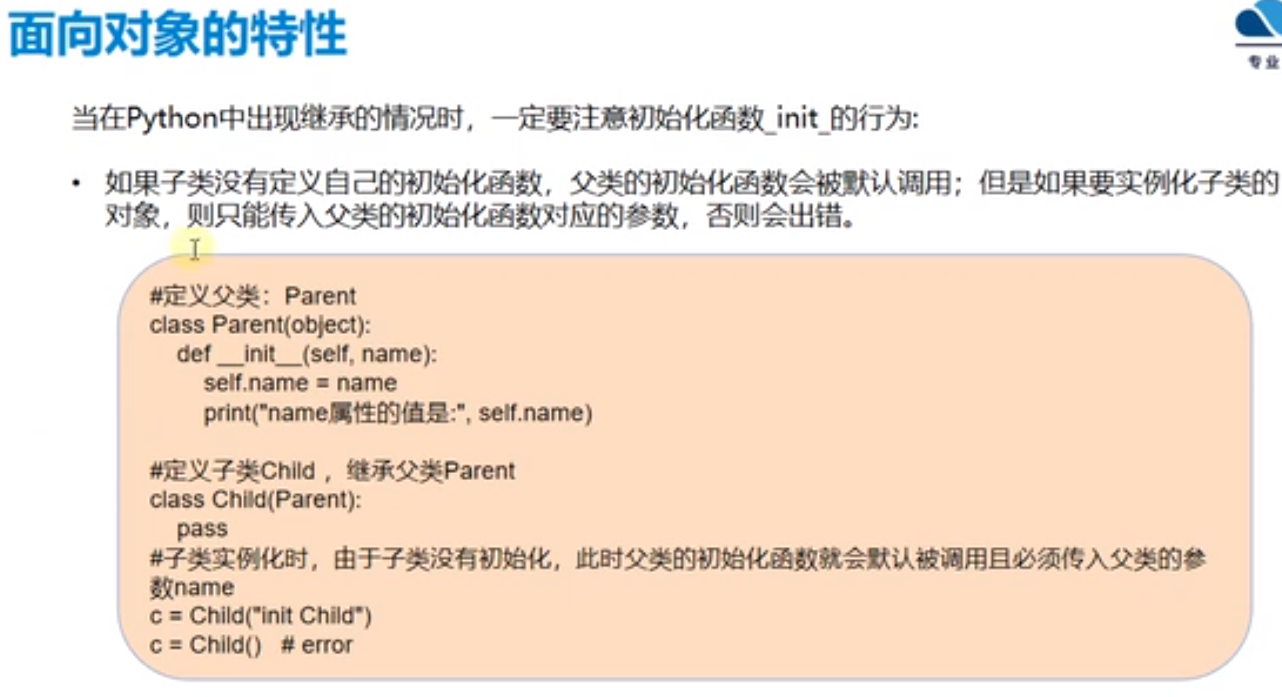 面向对象的特性
专业
当在Python中出现继承的情况时，一定要注意初始化函数_init_的行为:
• 如果子类没有定义自己的初始化函数，父类的初始化函数会被默认调用；但是如果要实例化子类的
对象，则只能传入父类的初始化函数对应的参数，否则会出错。
#定义父类：Parent
class Parent(object):
    def __init__(self, name):
        self.name = name
        print("name属性的值是:", self.name)
#定义子类Child ，继承父类Parent
class Child(Parent):
    pass
#子类实例化时，由于子类没有初始化，此时父类的初始化函数就会默认被调用且必须传入父类的参
数name
c = Child("init Child")
c = Child()   # error